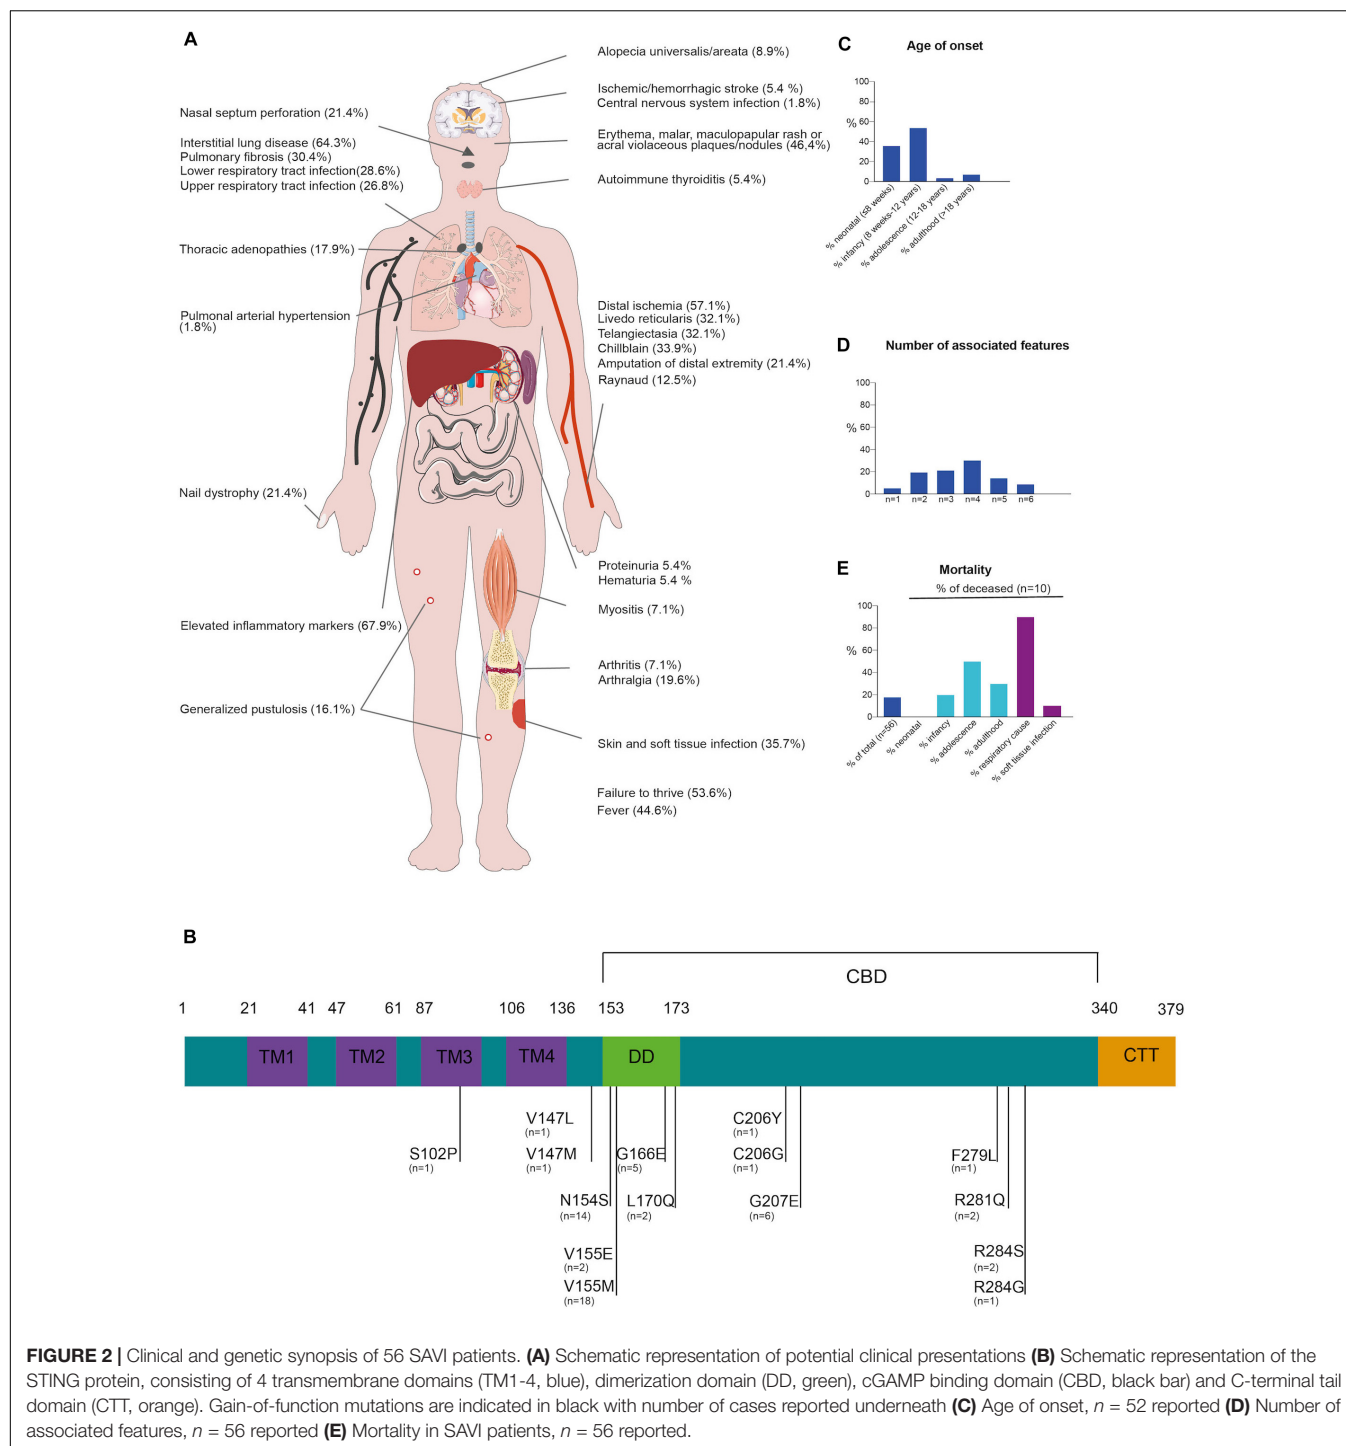 A
Alopecia universalis/areata (8.9%)
Ischemic/hemorrhagic stroke (5.4 %)
Central nervous system infection (1.8%)
Nasal septum perforation (21.4%)
Erythema, malar, maculopapular rash or
acral violaceous plaques/nodules (46,4%)
Interstitial lung disease (64.3%)
Pulmonary fibrosis (30.4%)
Lower respiratory tract infection(28.6%)
Upper respiratory tract infection (26.8%)
Autoimmune thyroiditis (5.4%)
Thoracic adenopathies (17.9%)
Pulmonal arterial hypertension
(1.8%)
Distal ischemia (57.1%)
Livedo reticularis (32.1%)
Telangiectasia (32.1%)
Chillblain (33.9%)
Amputation of distal extremity (21.4%)
Raynaud (12.5%)
Nail dystrophy (21.4%)
Proteinuria 5.4%
Hematuria 5.4 %
Myositis (7.1%)
Elevated inflammatory markers (67.9%)
Arthritis (7.1%)
Arthralgia (19.6%)
Generalized pustulosis (16.1%)
Skin and soft tissue infection (35.7%)
Failure to thrive (53.6%)
Fever (44.6%)
C
Age of onset
100
80
60
40
20
0
%
% neonatal (≤8 weeks)
% infancy (8 weeks-12 years)
% adolescence (12-18 years)
% adulthood (>18 years)
D
Number of associated features
100
80
60
40
20
0
%
n=1 n=2 n=3 n=4 n=5 n=6
E
Mortality
% of deceased (n=10)
100
80
60
40
20
0
%
% of total (n=56)
% neonatal
% infancy
% adolescence
% adulthood
% respiratory cause
% soft tissue infection
B
CBD
1 21 41 47 61 87 106 136 153 173 340 379
TM1 TM2 TM3 TM4 DD CTT
S102P
(n=1)
V147L
(n=1)
V147M
(n=1)
N154S
(n=14)
V155E
(n=2)
V155M
(n=18)
G166E
(n=5)
L170Q
(n=2)
C206Y
(n=1)
C206G
(n=1)
G207E
(n=6)
F279L
(n=1)
R281Q
(n=2)
R284S
(n=2)
R284G
(n=1)
FIGURE 2 | Clinical and genetic synopsis of 56 SAVI patients. (A) Schematic representation of potential clinical presentations (B) Schematic representation of the
STING protein, consisting of 4 transmembrane domains (TM1-4, blue), dimerization domain (DD, green), cGAMP binding domain (CBD, black bar) and C-terminal tail
domain (CTT, orange). Gain-of-function mutations are indicated in black with number of cases reported underneath (C) Age of onset, n = 52 reported (D) Number of
associated features, n = 56 reported (E) Mortality in SAVI patients, n = 56 reported.